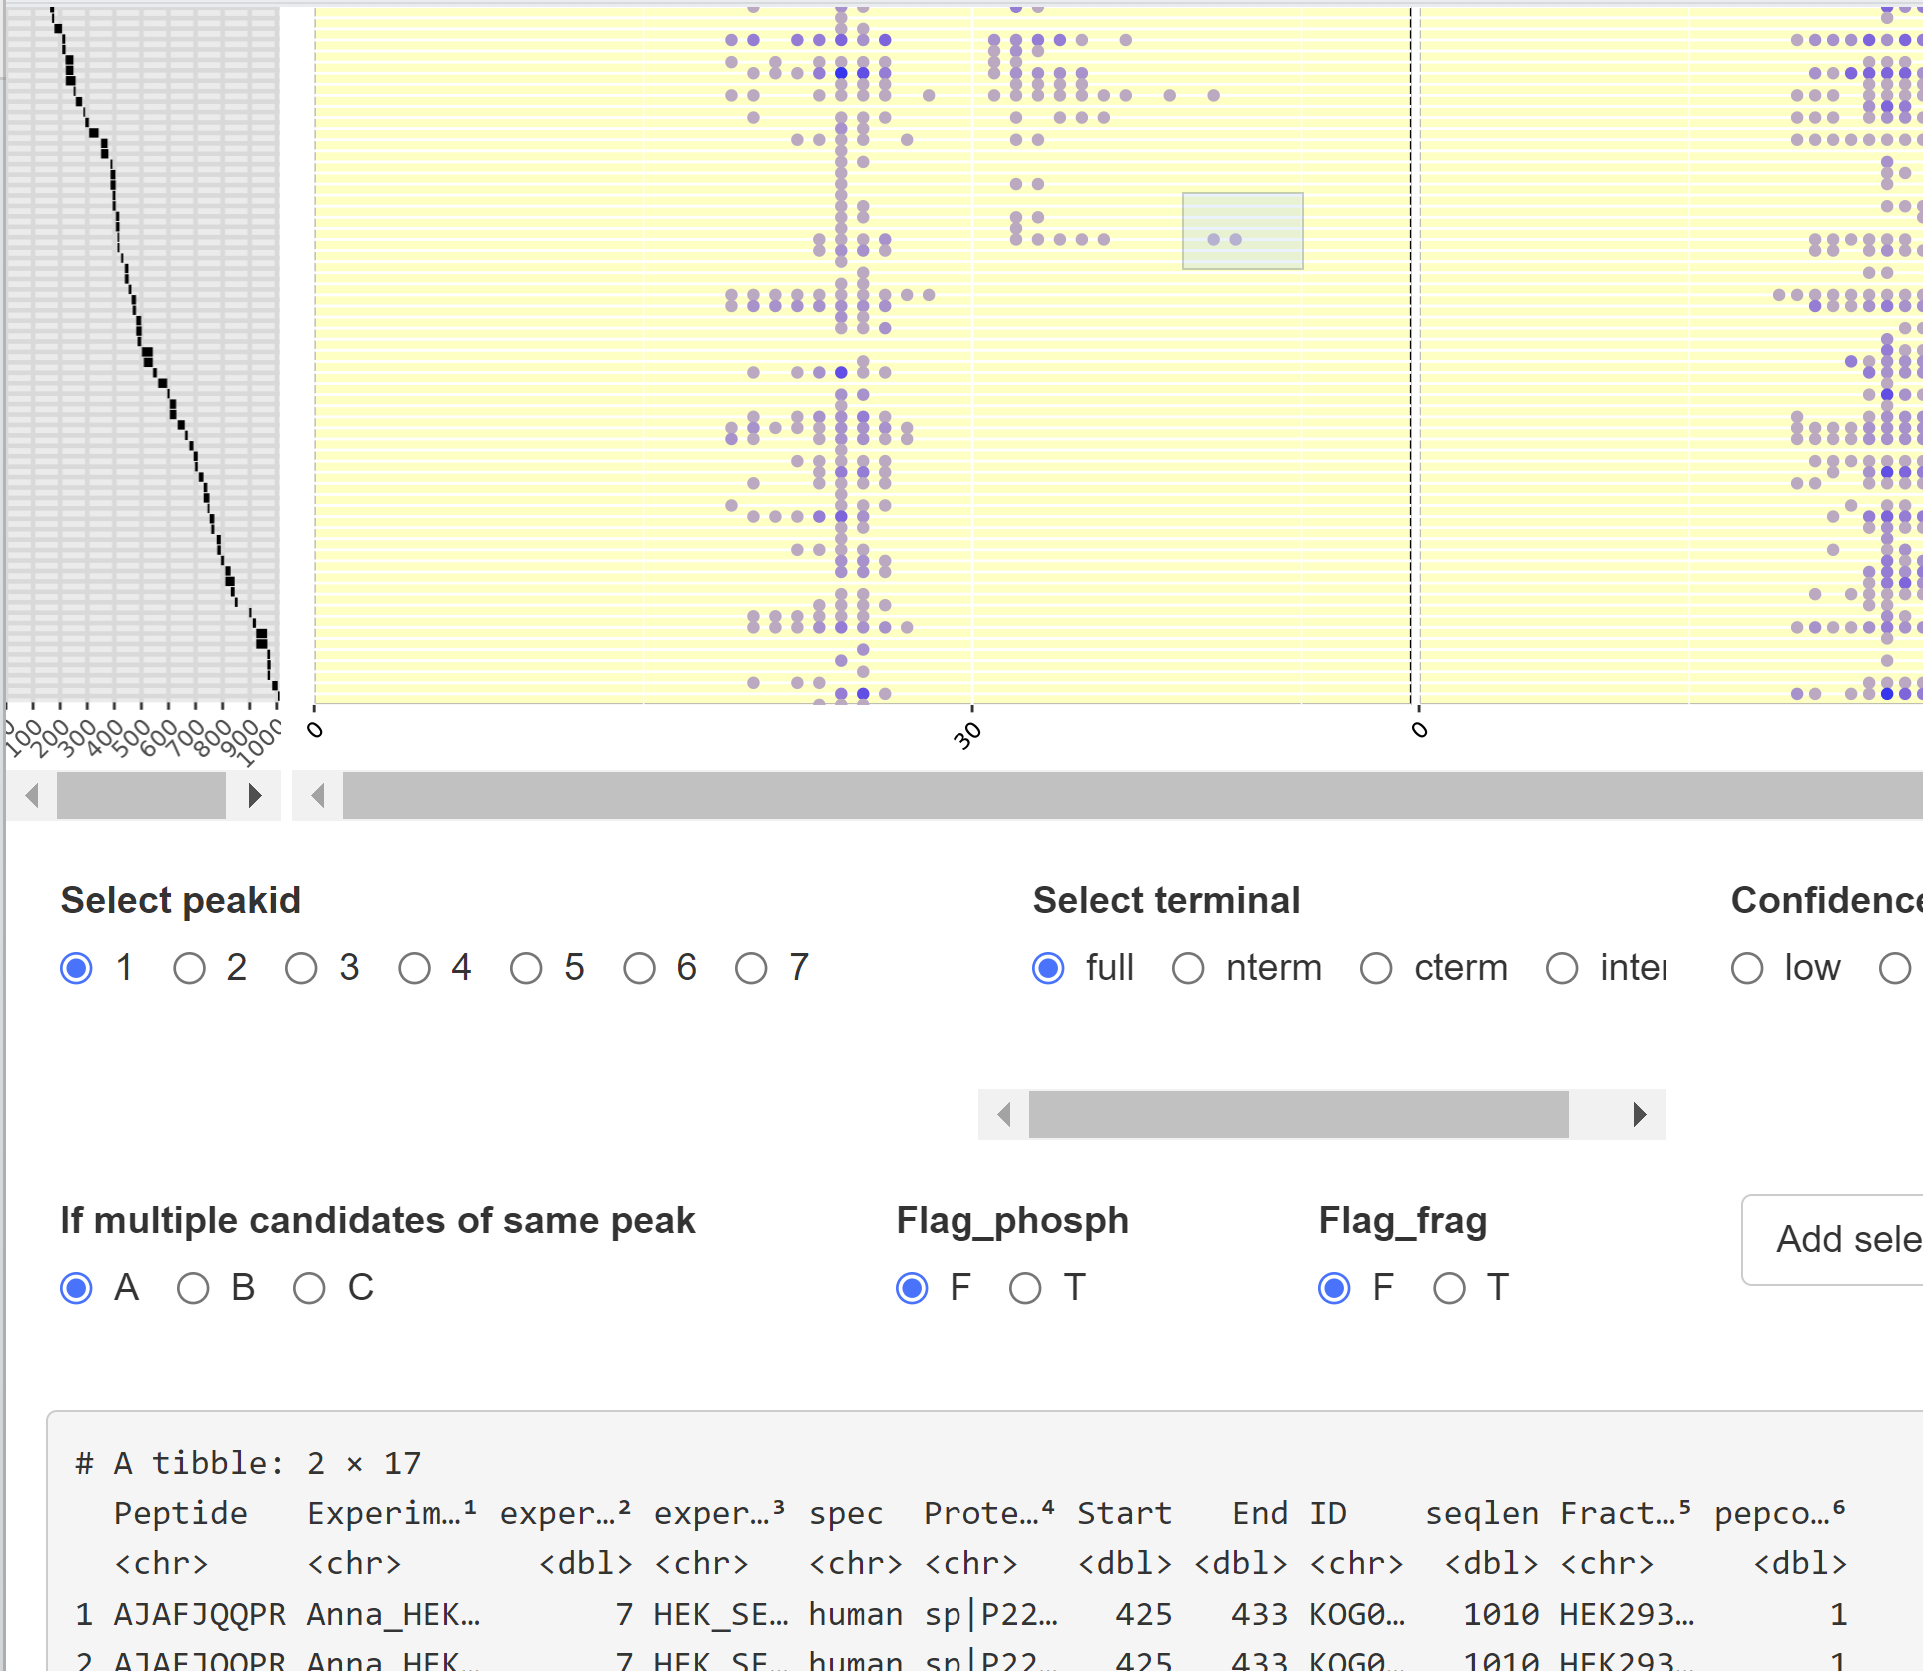 0 100 200 300 400 500 600 700 800 900 1000
0 30 0
Select peakid
1 2 3 4 5 6 7
Select terminal
full nterm cterm
Confidence
low
If multiple candidates of same peak
A B C
Flag_phosph
F T
Flag_frag
F T
Add sele
# A tibble: 2 × 17
Peptide Experim…¹ exper…² exper…³ spec Prote…⁴ Start End ID seqlen Fract…⁵ pepco…⁶
<chr> <chr> <dbl> <chr> <chr> <chr> <dbl> <dbl> <chr> <dbl> <chr> <dbl>
1 AJAFJQQPR Anna_HEK… 7 HEK_SE… human sp|P22… 425 433 KOG0… 1010 HEK293… 1
2 AJAFJQQPR Anna_HEK… 7 HEK_SE… human sp|P22… 425 433 KOG0… 1010 HEK293… 1